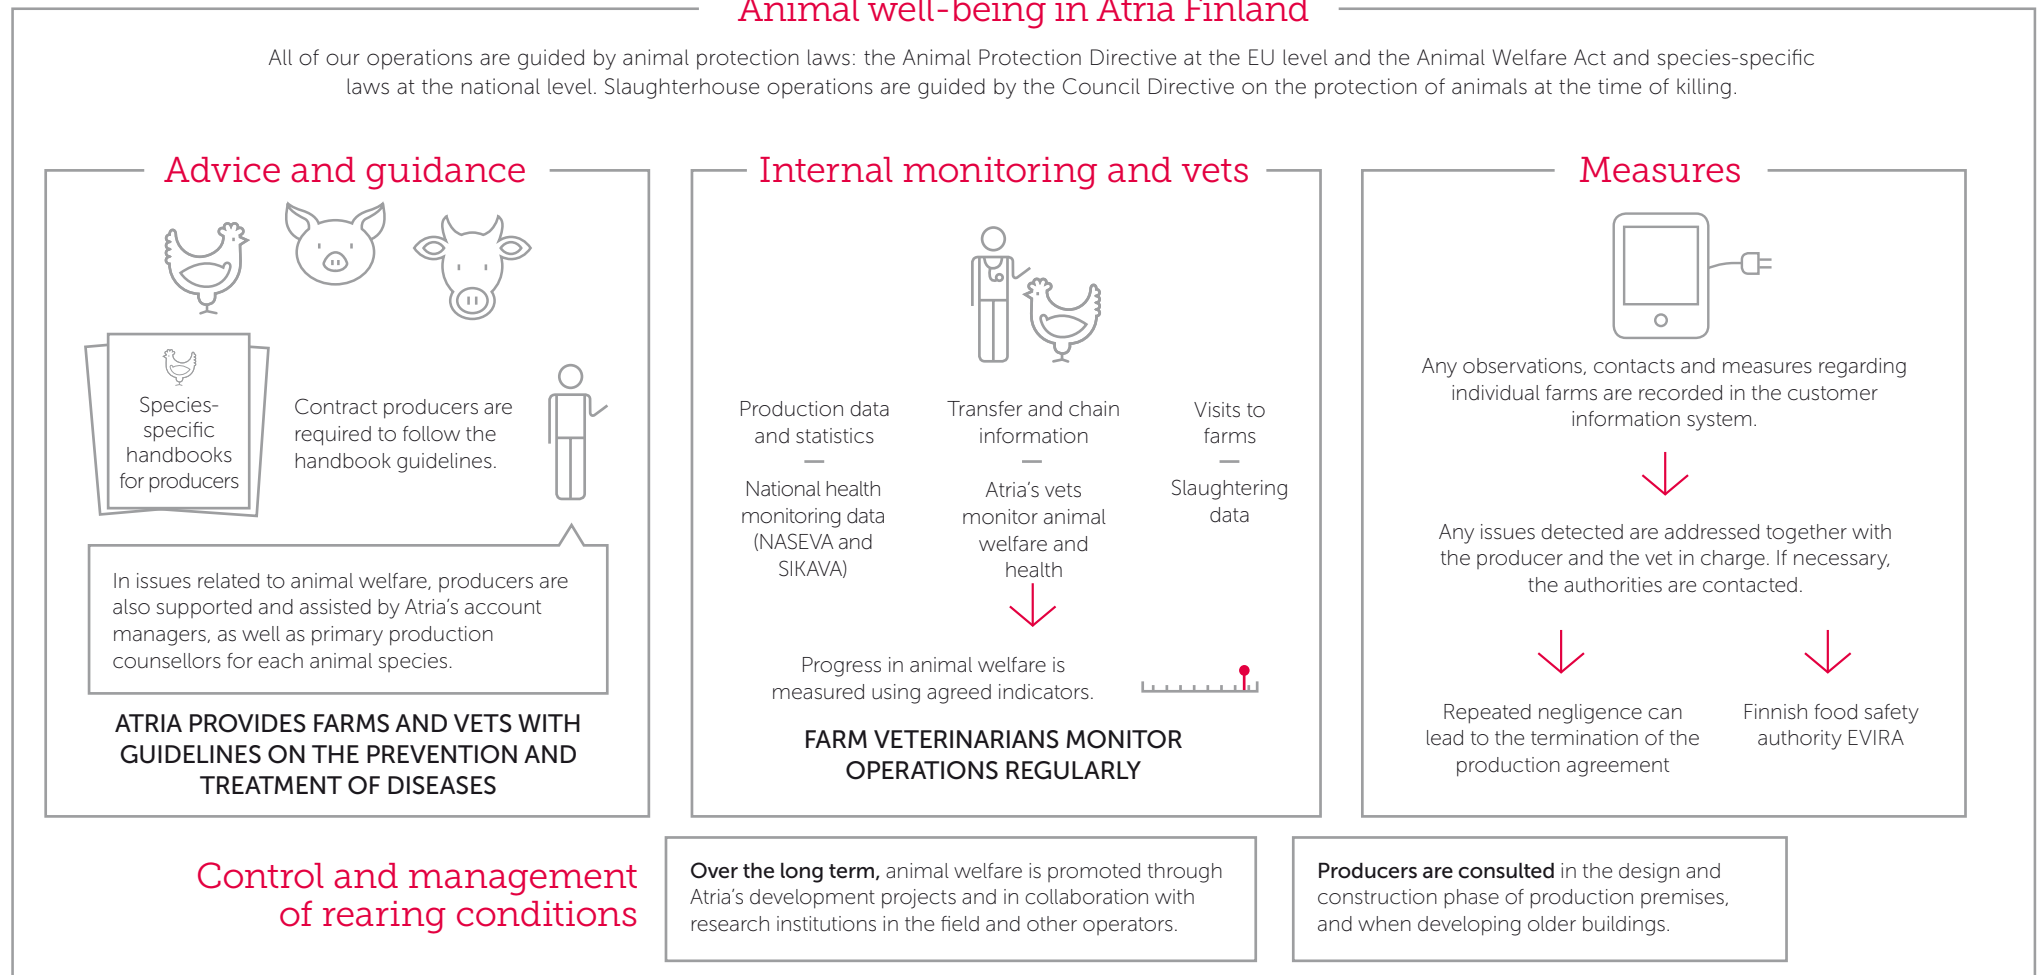 Animal well-being in Atria Finland
All of our operations are guided by animal protection laws: the Animal Protection Directive at the EU level and the Animal Welfare Act and species-specific
laws at the national level. Slaughterhouse operations are guided by the Council Directive on the protection of animals at the time of killing.
Advice and guidance
Species-
specific
handbooks
for producers
Contract producers are
required to follow the
handbook guidelines.
In issues related to animal welfare, producers are
also supported and assisted by Atria's account
managers, as well as primary production
counsellors for each animal species.
ATRIA PROVIDES FARMS AND VETS WITH
GUIDELINES ON THE PREVENTION AND
TREATMENT OF DISEASES
Internal monitoring and vets
Production data
and statistics
—
National health
monitoring data
(NASEVA and
SIKAVA)
Transfer and chain
information
—
Atria's vets
monitor animal
welfare and
health
Visits to
farms
—
Slaughtering
data
Progress in animal welfare is
measured using agreed indicators.
FARM VETERINARIANS MONITOR
OPERATIONS REGULARLY
Measures
Any observations, contacts and measures regarding
individual farms are recorded in the customer
information system.
Any issues detected are addressed together with
the producer and the vet in charge. If necessary,
the authorities are contacted.
Repeated negligence can
lead to the termination of the
production agreement
Finnish food safety
authority EVIRA
Control and management
of rearing conditions
Over the long term, animal welfare is promoted through
Atria's development projects and in collaboration with
research institutions in the field and other operators.
Producers are consulted in the design and
construction phase of production premises,
and when developing older buildings.